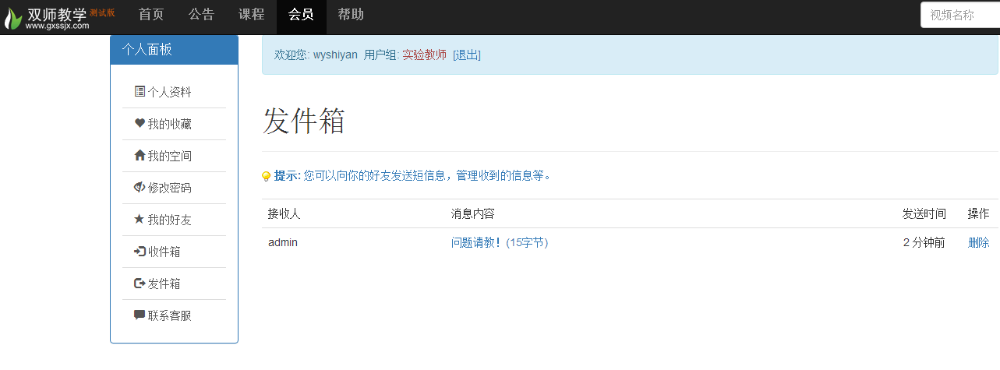 双师教学 测试版 首页 公告 课程 会员 帮助 视频名称
www.gxssjx.com
个人面板
个人资料
我的收藏
我的空间
修改密码
我的好友
收件箱
发件箱
联系客服
欢迎您: wyshiyan 用户组: 实验教师 [退出]
发件箱
提示: 您可以向你的好友发送短信息，管理收到的信息等。
接收人 消息内容 发送时间 操作
admin 问题请教！(15字节) 2 分钟前 删除